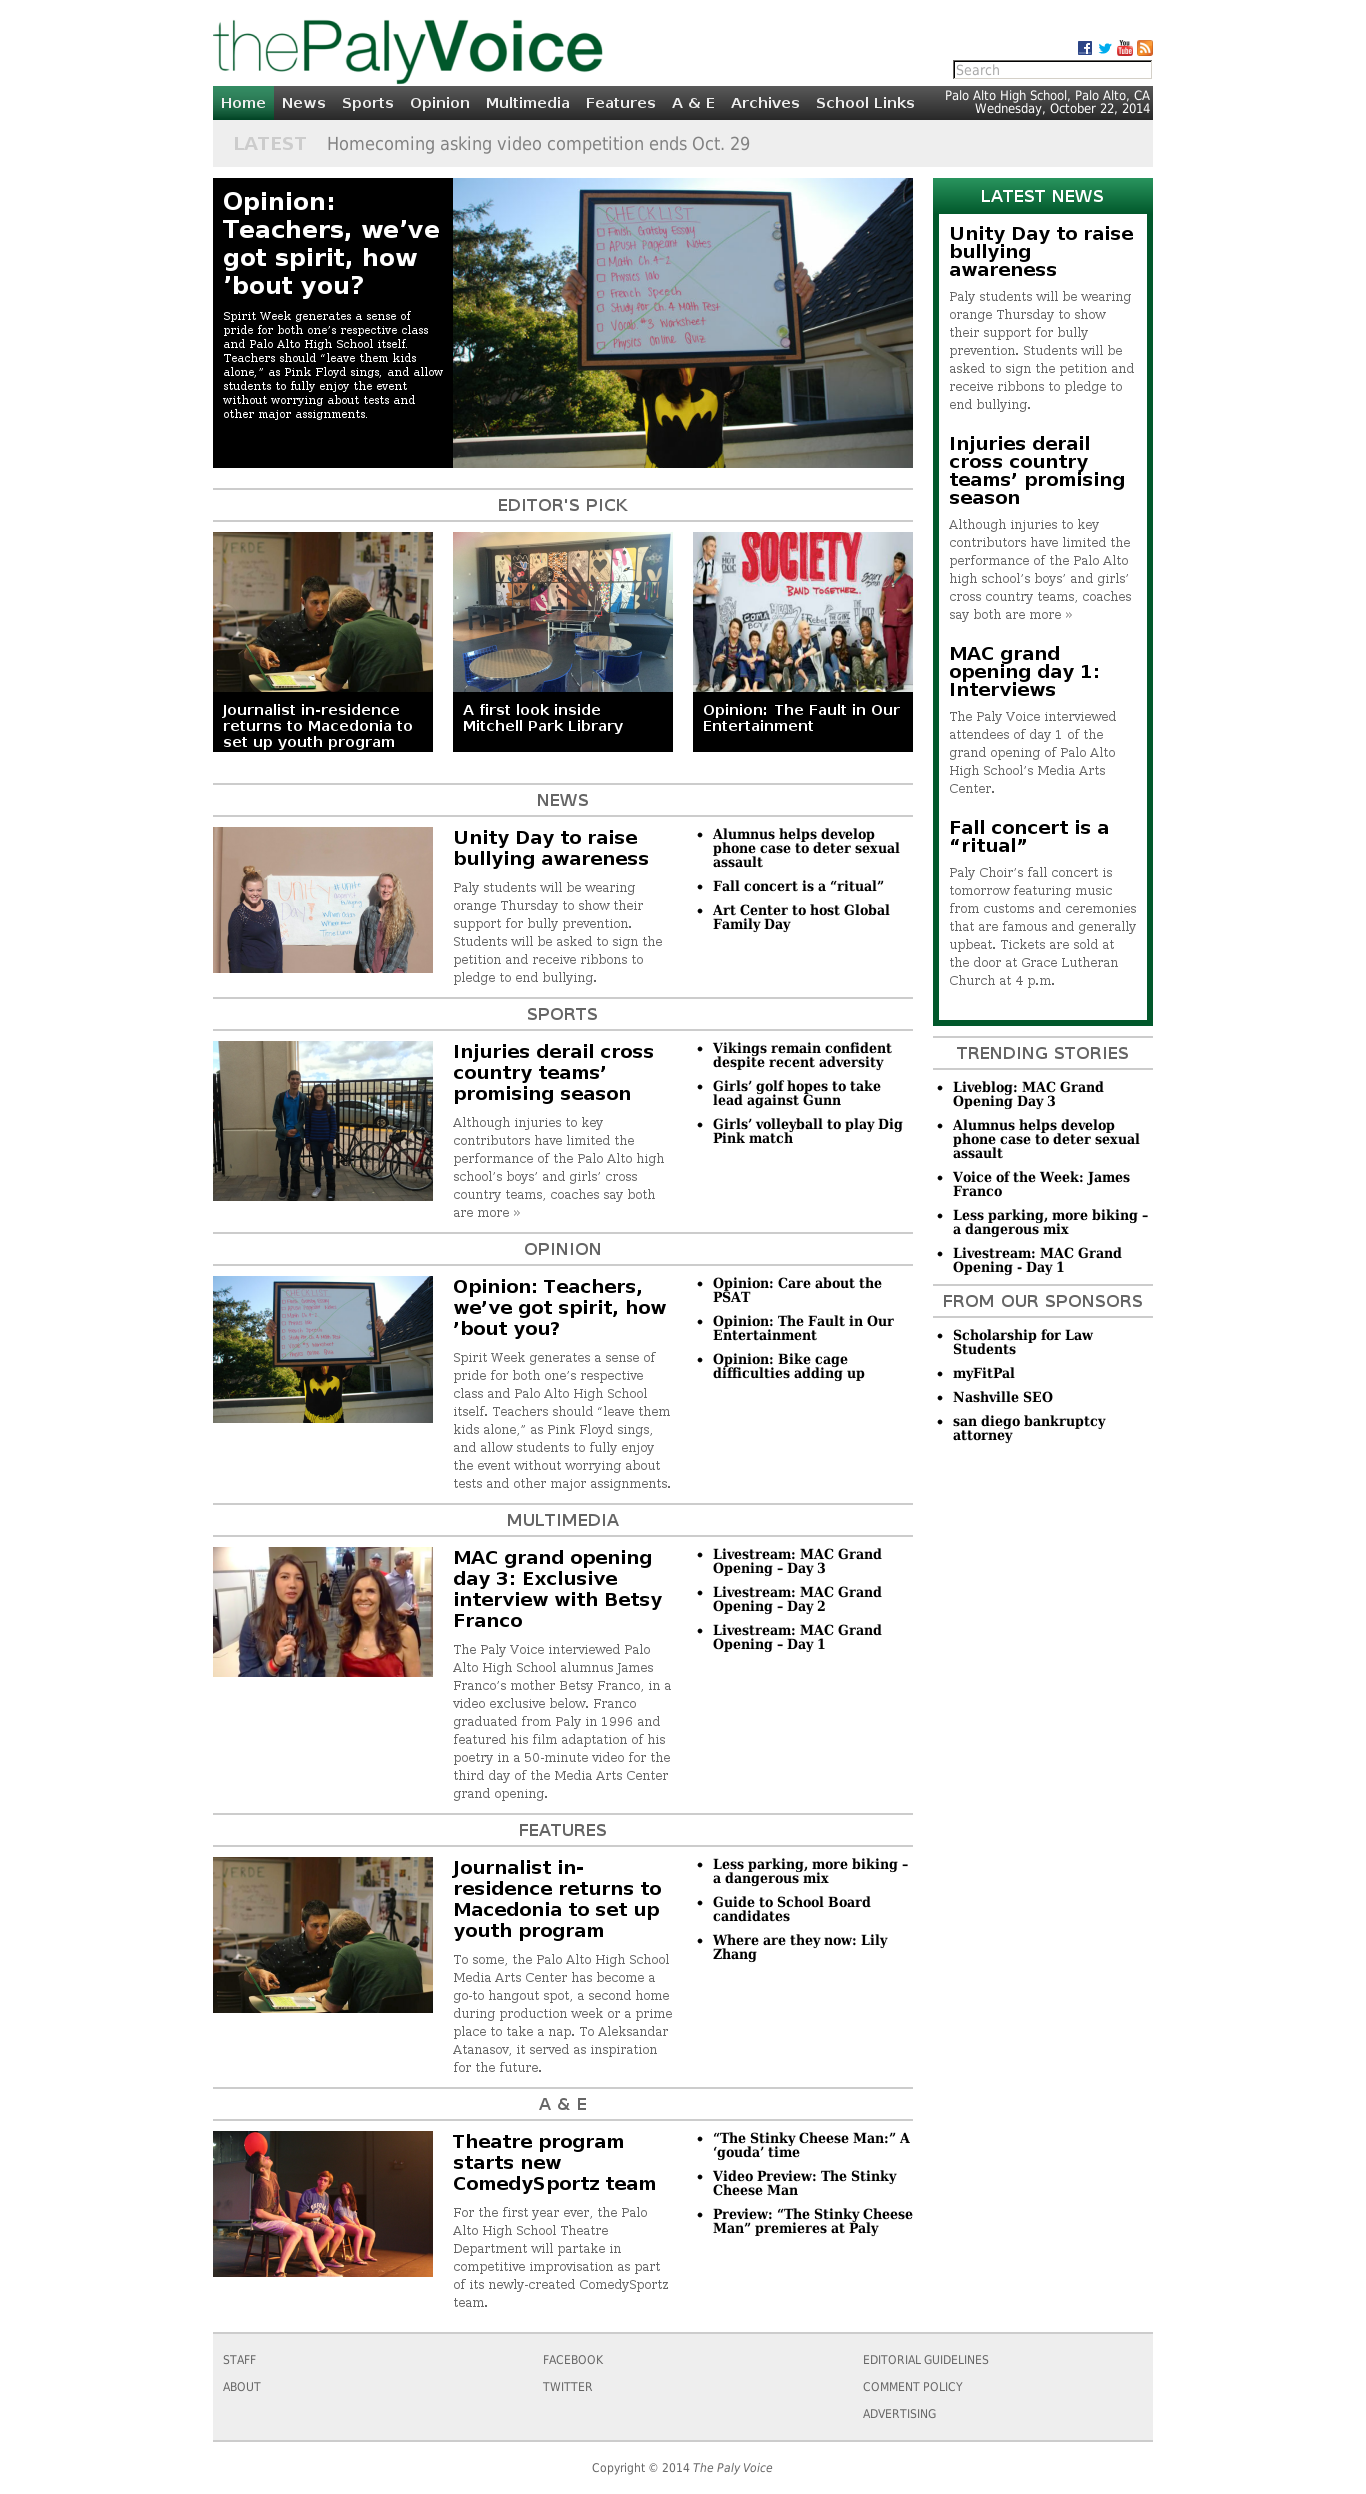 thePalyVoice
Search
Home News Sports Opinion Multimedia Features A & E Archives School Links
Palo Alto High School, Palo Alto, CA
Wednesday, October 22, 2014
LATEST Homecoming asking video competition ends Oct. 29
Opinion:
Teachers, we’ve
got spirit, how
’bout you?
Spirit Week generates a sense of
pride for both one’s respective class
and Palo Alto High School itself.
Teachers should “leave them kids
alone,” as Pink Floyd sings, and allow
students to fully enjoy the event
without worrying about tests and
other major assignments.
CHECKLIST
Finish Gatsby Essay
APUSH Pageant Notes
Math Ch. 4-2
Physics lab
French Speech
Study for Ch. 4 Math Test
Vocab #3 Worksheet
Physics Online Quiz
EDITOR'S PICK
VERDE
Journalist in-residence
returns to Macedonia to
set up youth program
A first look inside
Mitchell Park Library
SOCIETY
BAND TOGETHER.
Opinion: The Fault in Our
Entertainment
NEWS
UNITY
DAY!
Unity Day to raise
bullying awareness
Paly students will be wearing
orange Thursday to show their
support for bully prevention.
Students will be asked to sign the
petition and receive ribbons to
pledge to end bullying.
Alumnus helps develop
phone case to deter sexual
assault
Fall concert is a “ritual”
Art Center to host Global
Family Day
SPORTS
Injuries derail cross
country teams’
promising season
Although injuries to key
contributors have limited the
performance of the Palo Alto high
school’s boys’ and girls’ cross
country teams, coaches say both
are more »
Vikings remain confident
despite recent adversity
Girls’ golf hopes to take
lead against Gunn
Girls’ volleyball to play Dig
Pink match
OPINION
CHECKLIST
Opinion: Teachers,
we’ve got spirit, how
’bout you?
Spirit Week generates a sense of
pride for both one’s respective
class and Palo Alto High School
itself. Teachers should “leave them
kids alone,” as Pink Floyd sings,
and allow students to fully enjoy
the event without worrying about
tests and other major assignments.
Opinion: Care about the
PSAT
Opinion: The Fault in Our
Entertainment
Opinion: Bike cage
difficulties adding up
MULTIMEDIA
MAC grand opening
day 3: Exclusive
interview with Betsy
Franco
The Paly Voice interviewed Palo
Alto High School alumnus James
Franco’s mother Betsy Franco, in a
video exclusive below. Franco
graduated from Paly in 1996 and
featured his film adaptation of his
poetry in a 50-minute video for the
third day of the Media Arts Center
grand opening.
Livestream: MAC Grand
Opening – Day 3
Livestream: MAC Grand
Opening – Day 2
Livestream: MAC Grand
Opening – Day 1
FEATURES
VERDE
Journalist in-
residence returns to
Macedonia to set up
youth program
To some, the Palo Alto High School
Media Arts Center has become a
go-to hangout spot, a second home
during production week or a prime
place to take a nap. To Aleksandar
Atanasov, it served as inspiration
for the future.
Less parking, more biking –
a dangerous mix
Guide to School Board
candidates
Where are they now: Lily
Zhang
A & E
Theatre program
starts new
ComedySportz team
For the first year ever, the Palo
Alto High School Theatre
Department will partake in
competitive improvisation as part
of its newly-created ComedySportz
team.
“The Stinky Cheese Man:” A
‘gouda’ time
Video Preview: The Stinky
Cheese Man
Preview: “The Stinky Cheese
Man” premieres at Paly
LATEST NEWS
Unity Day to raise
bullying
awareness
Paly students will be wearing
orange Thursday to show
their support for bully
prevention. Students will be
asked to sign the petition and
receive ribbons to pledge to
end bullying.
Injuries derail
cross country
teams’ promising
season
Although injuries to key
contributors have limited the
performance of the Palo Alto
high school’s boys’ and girls’
cross country teams, coaches
say both are more »
MAC grand
opening day 1:
Interviews
The Paly Voice interviewed
attendees of day 1 of the
grand opening of Palo Alto
High School’s Media Arts
Center.
Fall concert is a
“ritual”
Paly Choir’s fall concert is
tomorrow featuring music
from customs and ceremonies
that are famous and generally
upbeat. Tickets are sold at
the door at Grace Lutheran
Church at 4 p.m.
TRENDING STORIES
Liveblog: MAC Grand
Opening Day 3
Alumnus helps develop
phone case to deter sexual
assault
Voice of the Week: James
Franco
Less parking, more biking –
a dangerous mix
Livestream: MAC Grand
Opening - Day 1
FROM OUR SPONSORS
Scholarship for Law
Students
myFitPal
Nashville SEO
san diego bankruptcy
attorney
STAFF
ABOUT
FACEBOOK
TWITTER
EDITORIAL GUIDELINES
COMMENT POLICY
ADVERTISING
Copyright © 2014 The Paly Voice